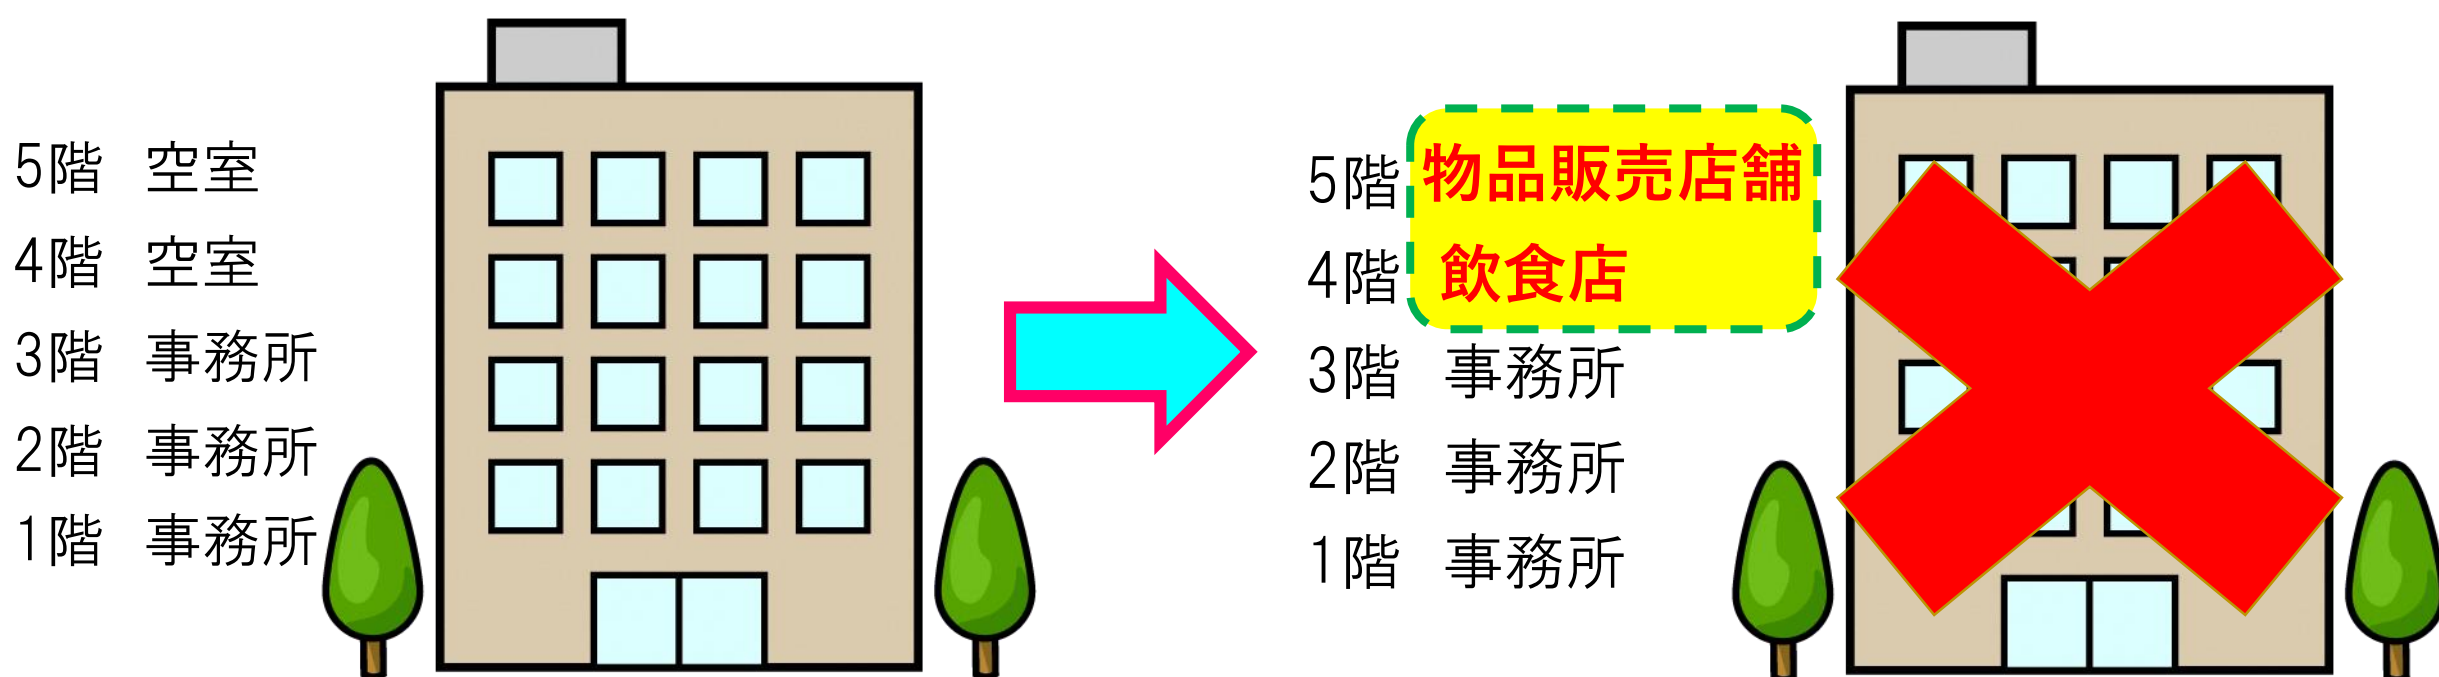 5階 空室
4階 空室
3階 事務所
2階 事務所
1階 事務所
5階 物品販売店舗
4階 飲食店
3階 事務所
2階 事務所
1階 事務所